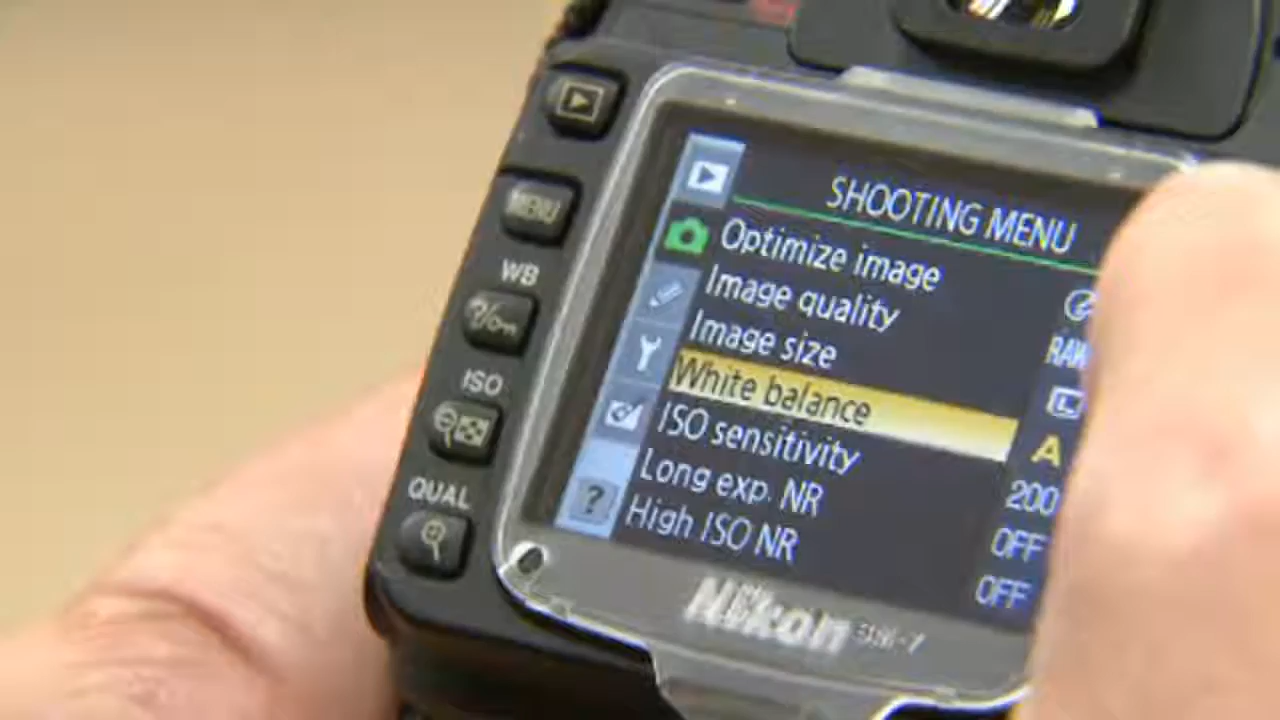 SHOOTING MENU
Optimize image
Image quality RAW
Image size L
White balance A
ISO sensitivity 200
Long exp. NR OFF
High ISO NR OFF
MENU
WB
?/
ISO
QUAL
Nikon